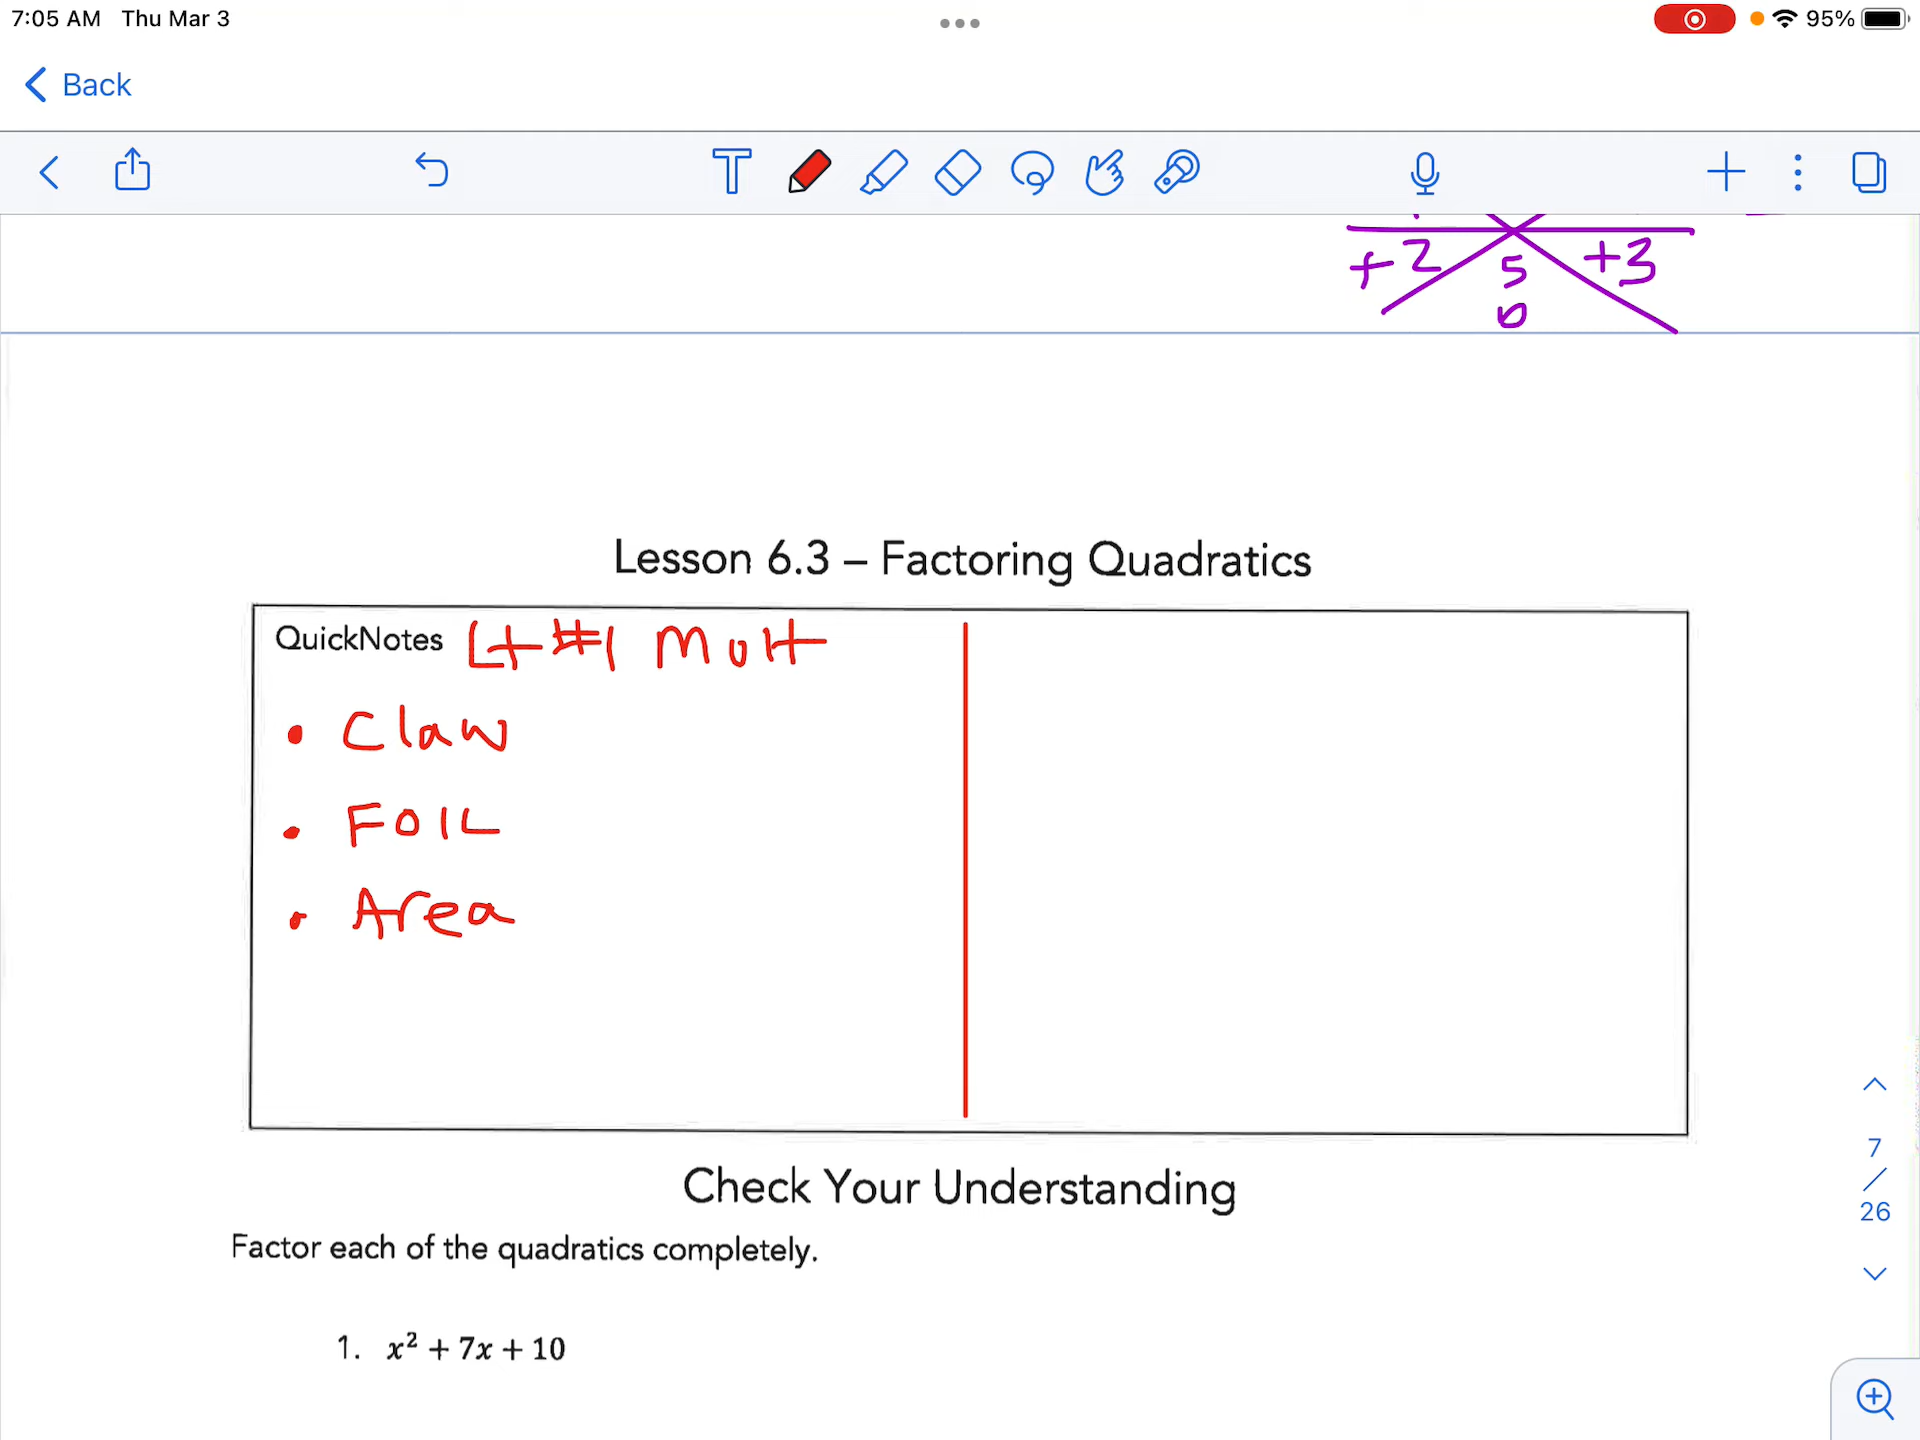 7:05 AM Thu Mar 3
95%
Back
+2 5 +3
6
Lesson 6.3 – Factoring Quadratics
QuickNotes Lt #1 Mult
• Claw
• FOIL
• Area
Check Your Understanding
Factor each of the quadratics completely.
1. x² + 7x + 10
7
/
26